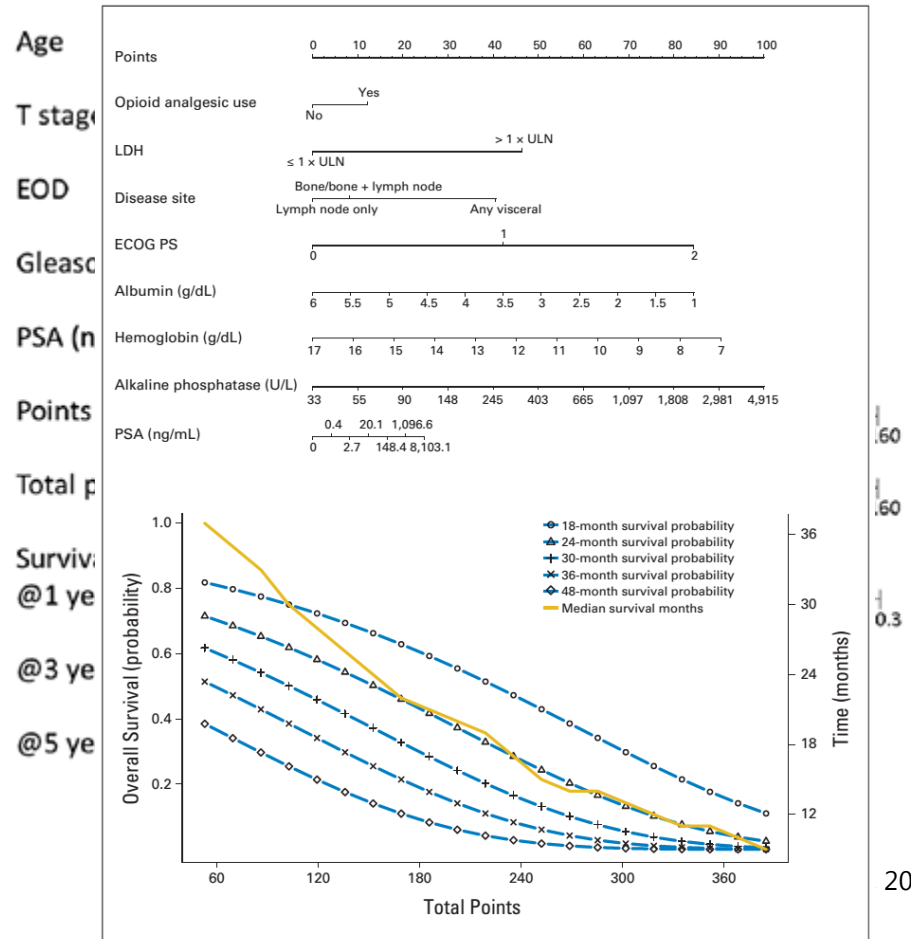 Age
EOD
Points
Total p
@1 ye
@3 ye
@5 ye
Points
0 10 20 30 40 50 60 70 80 90 100
Opioid analgesic use
Yes
No
LDH
> 1 × ULN
≤ 1 × ULN
Disease site
Bone/bone + lymph node
Lymph node only Any visceral
ECOG PS
1
0 2
Albumin (g/dL)
6 5.5 5 4.5 4 3.5 3 2.5 2 1.5 1
Hemoglobin (g/dL)
17 16 15 14 13 12 11 10 9 8 7
Alkaline phosphatase (U/L)
33 55 90 148 245 403 665 1,097 1,808 2,981 4,915
PSA (ng/mL)
0.4 20.1 1,096.6
0 2.7 148.4 8,103.1
Overall Survival (probability)
1.0
0.8
0.6
0.4
0.2
18-month survival probability
24-month survival probability
30-month survival probability
36-month survival probability
48-month survival probability
Median survival months
36
30
24
18
12
Time (months)
60 120 180 240 300 360
Total Points
.60
.60
0.3
20